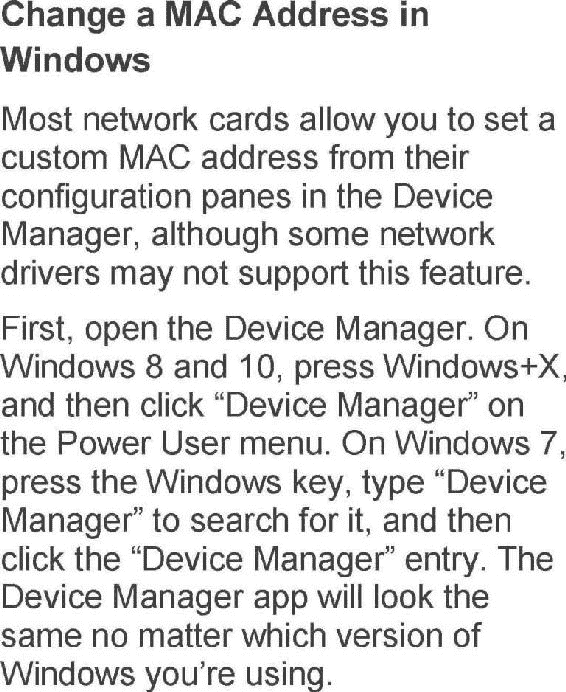 Change a MAC Address in
Windows
Most network cards allow you to set a
custom MAC address from their
configuration panes in the Device
Manager, although some network
drivers may not support this feature.
First, open the Device Manager. On
Windows 8 and 10, press Windows+X,
and then click “Device Manager” on
the Power User menu. On Windows 7,
press the Windows key, type “Device
Manager” to search for it, and then
click the “Device Manager” entry. The
Device Manager app will look the
same no matter which version of
Windows you’re using.